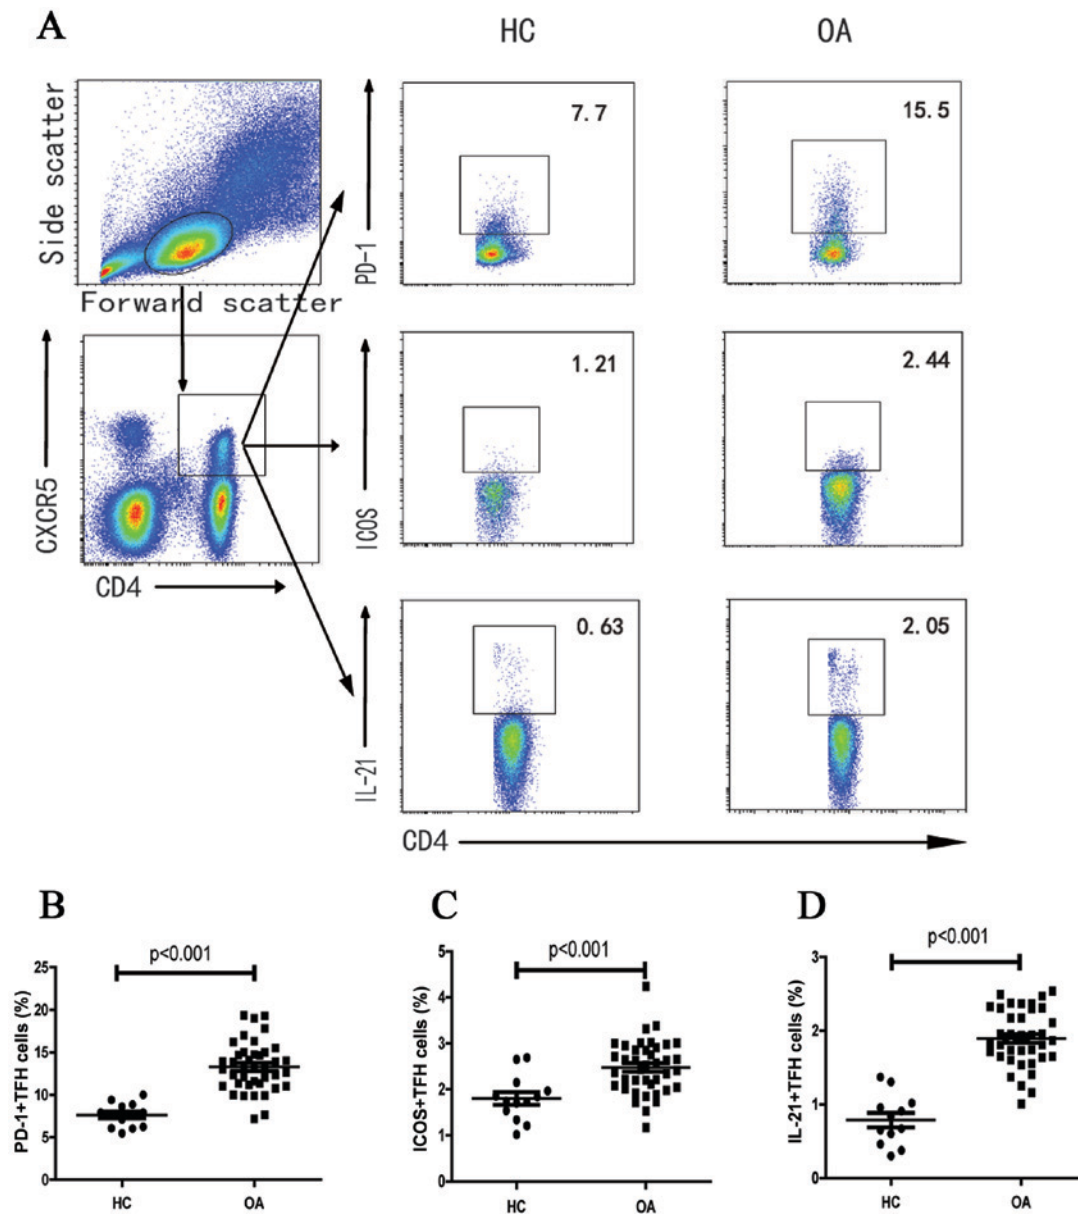 A
HC
OA
Side scatter
Forward scatter
PD-1
7.7
15.5
CXCR5
CD4
ICOS
1.21
2.44
IL-21
0.63
2.05
CD4
B
p<0.001
PD-1+TFH cells (%)
25
20
15
10
5
0
HC
OA
C
p<0.001
ICOS+TFH cells (%)
5
4
3
2
1
0
HC
OA
D
p<0.001
IL-21+TFH cells (%)
3
2
1
0
HC
OA